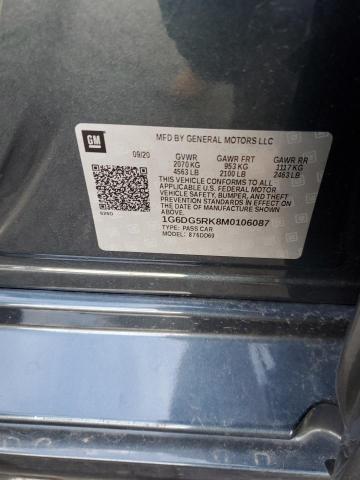 GM
MFD BY GENERAL MOTORS LLC
09/20 GVWR GAWR FRT GAWR RR
2070 KG 953 KG 1117 KG
4563 LB 2100 LB 2463 LB
THIS VEHICLE CONFORMS TO ALL
APPLICABLE U.S. FEDERAL MOTOR
VEHICLE SAFETY, BUMPER, AND THEFT
PREVENTION STANDARDS IN EFFECT ON THE
DATE OF MANUFACTURE SHOWN ABOVE.
1G6DG5RK8M0106087
TYPE: PASS CAR
MODEL: 876DD69